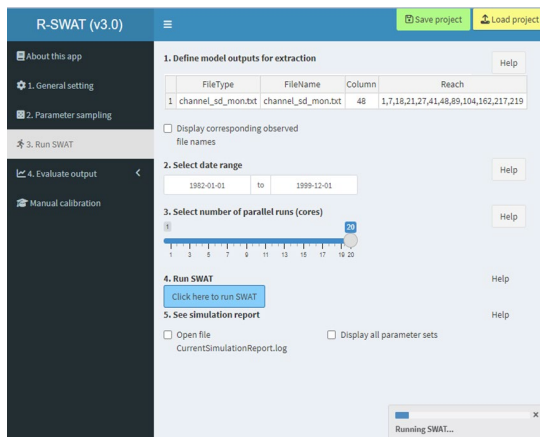 R-SWAT (v3.0)
Save project
Load project
About this app
1. General setting
2. Parameter sampling
3. Run SWAT
4. Evaluate output
Manual calibration
1. Define model outputs for extraction
Help
FileType FileName Column Reach
1 channel_sd_mon.txt channel_sd_mon.txt 48 1,7,18,21,27,41,48,89,104,162,217,219
Display corresponding observed
file names
2. Select date range
Help
1982-01-01 to 1999-12-01
3. Select number of parallel runs (cores)
Help
1 20
1 3 5 7 9 11 13 15 17 19 20
4. Run SWAT
Help
Click here to run SWAT
5. See simulation report
Help
Open file
CurrentSimulationReport.log
Display all parameter sets
Running SWAT...